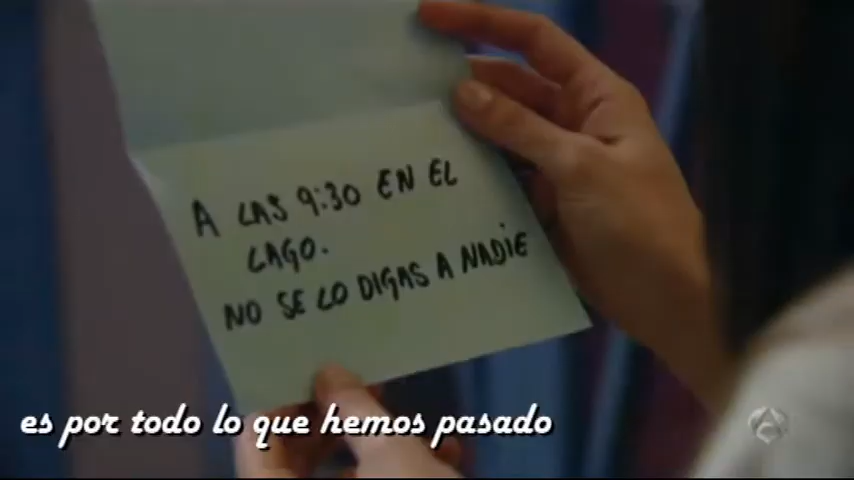 A LAS 9:30 EN EL
LAGO.
NO SE LO DIGAS A NADIE
es por todo lo que hemos pasado